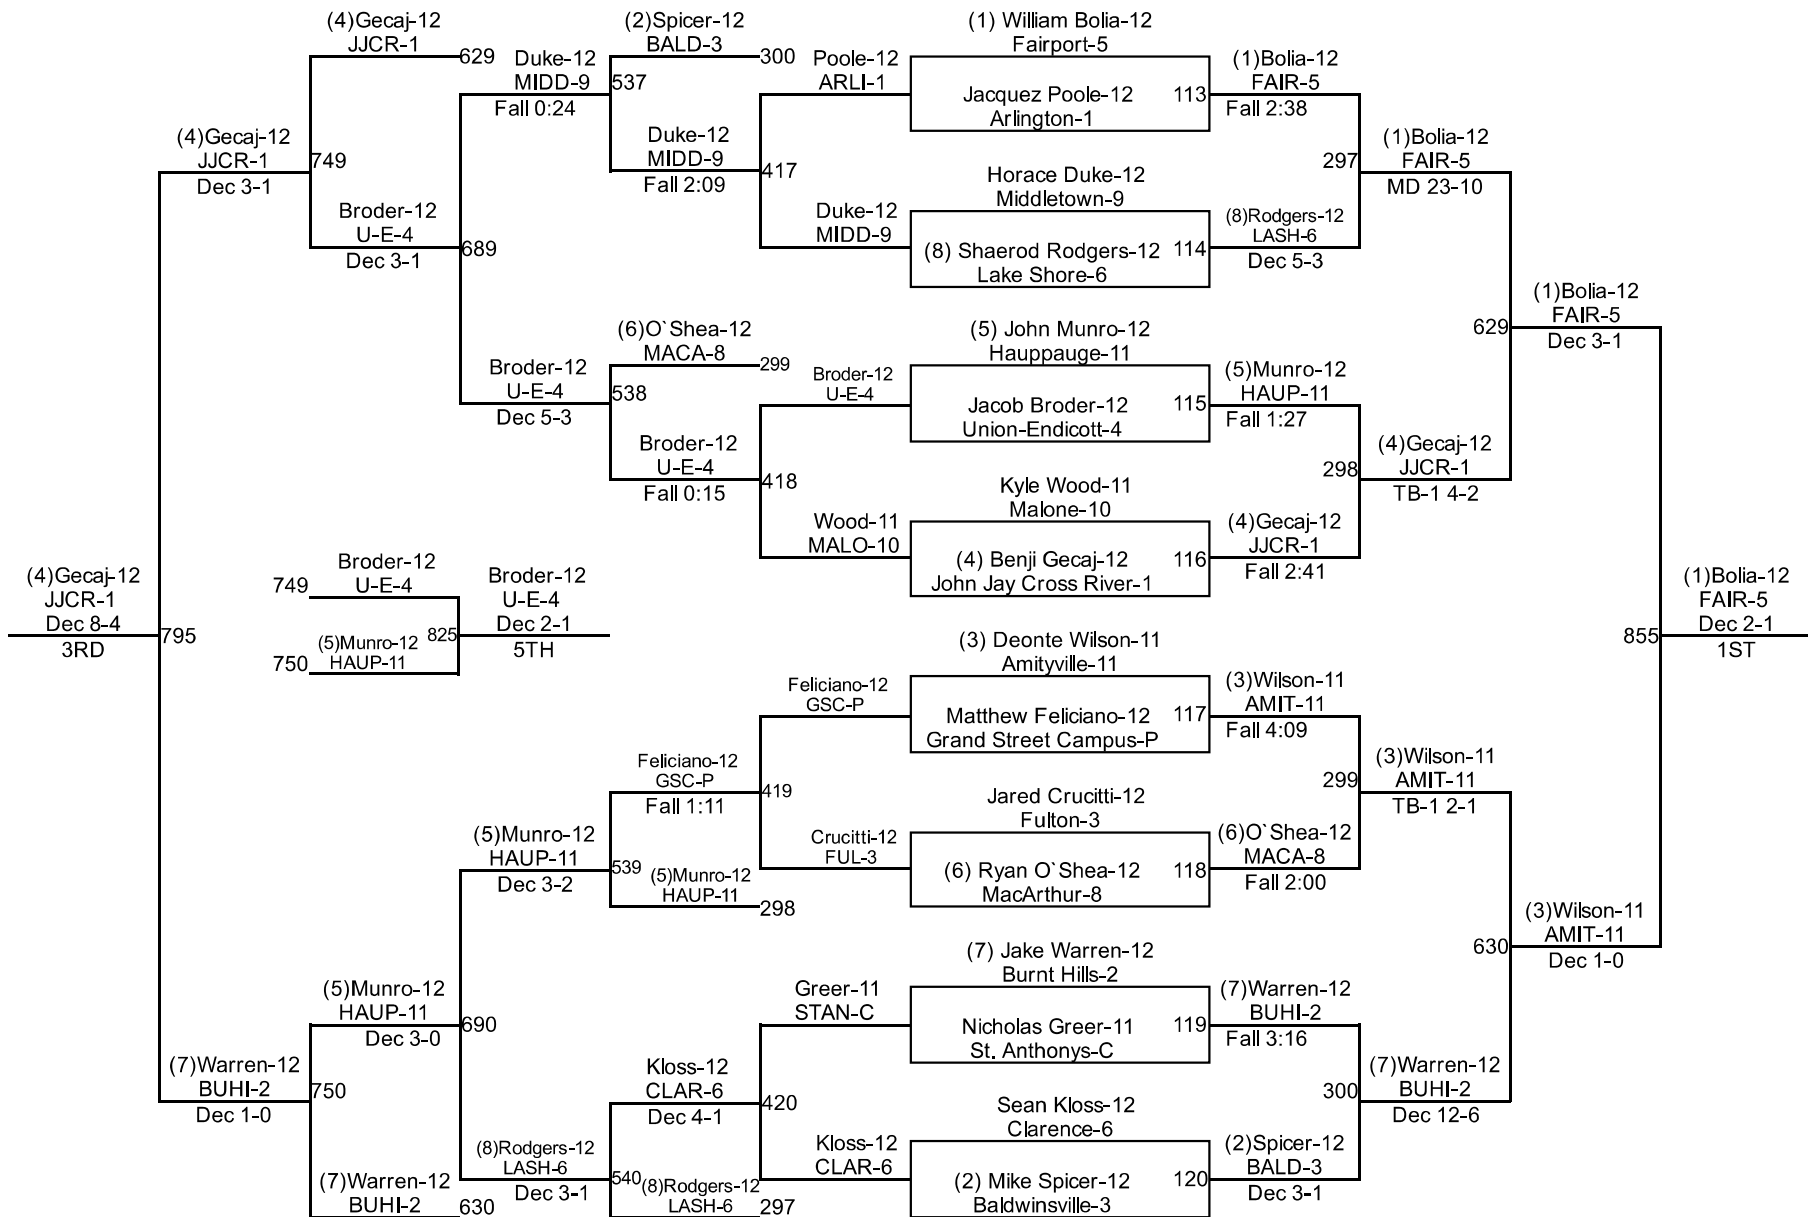 (4)Gecaj-12
JJCR-1
629
(4)Gecaj-12
JJCR-1
Dec 3-1
749
Broder-12
U-E-4
Dec 3-1
Duke-12
MIDD-9
Fall 0:24
689
Broder-12
U-E-4
Dec 5-3
(2)Spicer-12
BALD-3
300
537
Duke-12
MIDD-9
Fall 2:09
(6)O`Shea-12
MACA-8
299
538
Broder-12
U-E-4
Fall 0:15
Poole-12
ARLI-1
417
Duke-12
MIDD-9
Broder-12
U-E-4
418
Wood-11
MALO-10
(1) William Bolia-12
Fairport-5
Jacquez Poole-12
Arlington-1
113
Horace Duke-12
Middletown-9
(8) Shaerod Rodgers-12
Lake Shore-6
114
(5) John Munro-12
Hauppauge-11
Jacob Broder-12
Union-Endicott-4
115
Kyle Wood-11
Malone-10
(4) Benji Gecaj-12
John Jay Cross River-1
116
(1)Bolia-12
FAIR-5
Fall 2:38
297
(8)Rodgers-12
LASH-6
Dec 5-3
(5)Munro-12
HAUP-11
Fall 1:27
298
(4)Gecaj-12
JJCR-1
Fall 2:41
(1)Bolia-12
FAIR-5
MD 23-10
629
(4)Gecaj-12
JJCR-1
TB-1 4-2
(1)Bolia-12
FAIR-5
Dec 3-1
(4)Gecaj-12
JJCR-1
Dec 8-4
3RD
795
749
Broder-12
U-E-4
825
750
(5)Munro-12
HAUP-11
Broder-12
U-E-4
Dec 2-1
5TH
855
(1)Bolia-12
FAIR-5
Dec 2-1
1ST
(7)Warren-12
BUHI-2
Dec 1-0
(5)Munro-12
HAUP-11
Dec 3-0
750
(7)Warren-12
BUHI-2
630
(5)Munro-12
HAUP-11
Dec 3-2
690
(8)Rodgers-12
LASH-6
Dec 3-1
Feliciano-12
GSC-P
Fall 1:11
539
(5)Munro-12
HAUP-11
298
Kloss-12
CLAR-6
Dec 4-1
540
(8)Rodgers-12
LASH-6
297
Feliciano-12
GSC-P
419
Crucitti-12
FUL-3
Greer-11
STAN-C
420
Kloss-12
CLAR-6
(3) Deonte Wilson-11
Amityville-11
Matthew Feliciano-12
Grand Street Campus-P
117
Jared Crucitti-12
Fulton-3
(6) Ryan O`Shea-12
MacArthur-8
118
(7) Jake Warren-12
Burnt Hills-2
Nicholas Greer-11
St. Anthonys-C
119
Sean Kloss-12
Clarence-6
(2) Mike Spicer-12
Baldwinsville-3
120
(3)Wilson-11
AMIT-11
Fall 4:09
299
(6)O`Shea-12
MACA-8
Fall 2:00
(7)Warren-12
BUHI-2
Fall 3:16
300
(2)Spicer-12
BALD-3
Dec 3-1
(3)Wilson-11
AMIT-11
TB-1 2-1
630
(7)Warren-12
BUHI-2
Dec 12-6
(3)Wilson-11
AMIT-11
Dec 1-0